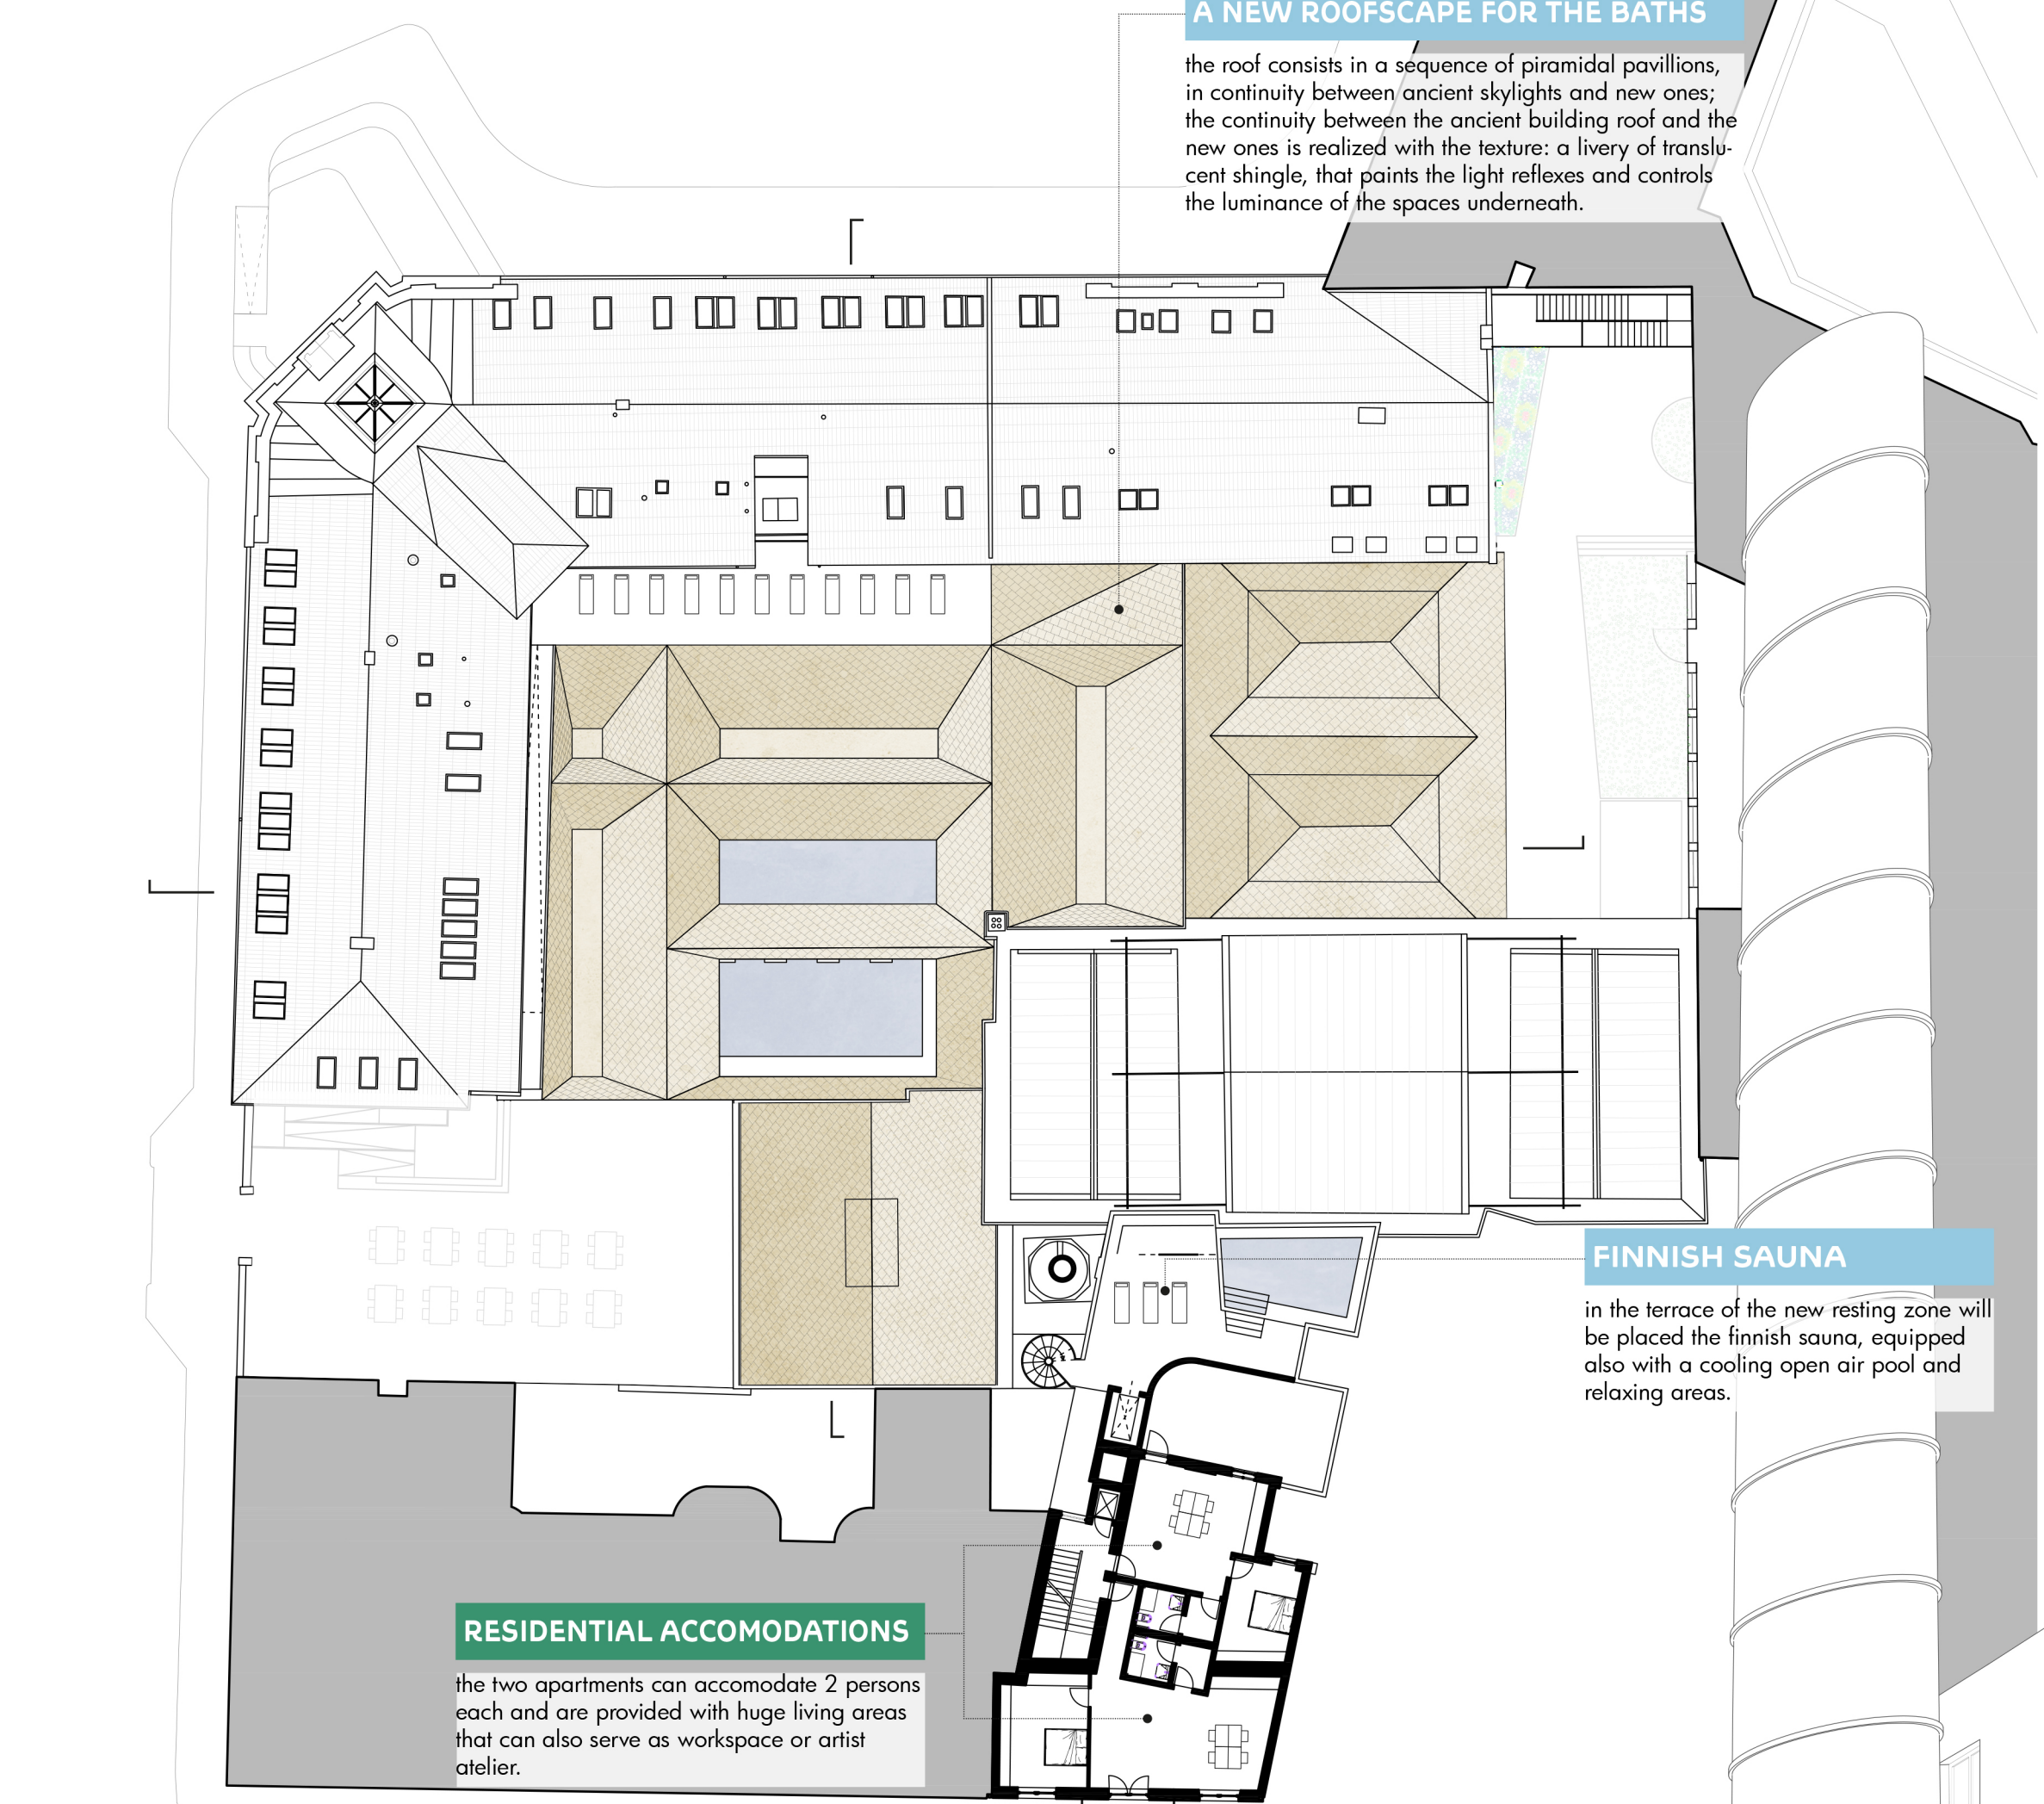 A NEW ROOFSCAPE FOR THE BATHS
the roof consists in a sequence of piramidal pavillions,
in continuity between ancient skylights and new ones;
the continuity between the ancient building roof and the
new ones is realized with the texture: a livery of translu-
cent shingle, that paints the light reflexes and controls
the luminance of the spaces underneath.
FINNISH SAUNA
in the terrace of the new resting zone will
be placed the finnish sauna, equipped
also with a cooling open air pool and
relaxing areas.
RESIDENTIAL ACCOMODATIONS
the two apartments can accomodate 2 persons
each and are provided with huge living areas
that can also serve as workspace or artist
atelier.